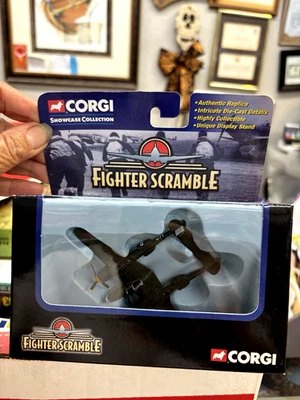 CORGI
SHOWCASE COLLECTION
• Authentic Replica
• Intricate Die-Cast Details
• Highly Collectible
• Unique Display Stand
FIGHTER SCRAMBLE
FIGHTER SCRAMBLE
CORGI